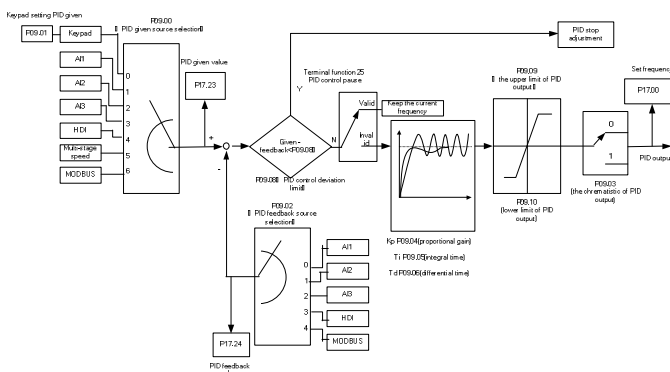 Keypad setting PID given
P09.01
Keypad
AI1
AI2
AI3
HDI
Multi-stage
speed
MODBUS
P09.00
PID given source selection
0
1
2
3
4
5
6
PID given value
P17.23
+
-
Given-
feedback<P09.08
P09.08 PID control deviation
limit
Y
N
PID stop
adjustment
Terminal function 25
PID control pause
Valid
Inval
id
Keep the current
frequency
Kp P09.04(proportional gain)
Ti P09.05(integral time)
Td P09.06(differential time)
P09.09
the upper limit of PID
output
P09.10
(lower limit of PID
output)
0
1
P09.03
(the chrematistic of PID
output)
Set frequency
P17.00
PID output
P09.02
PID feedback source
selection
0
1
2
3
4
AI1
AI2
AI3
HDI
MODBUS
P17.24
PID feedback